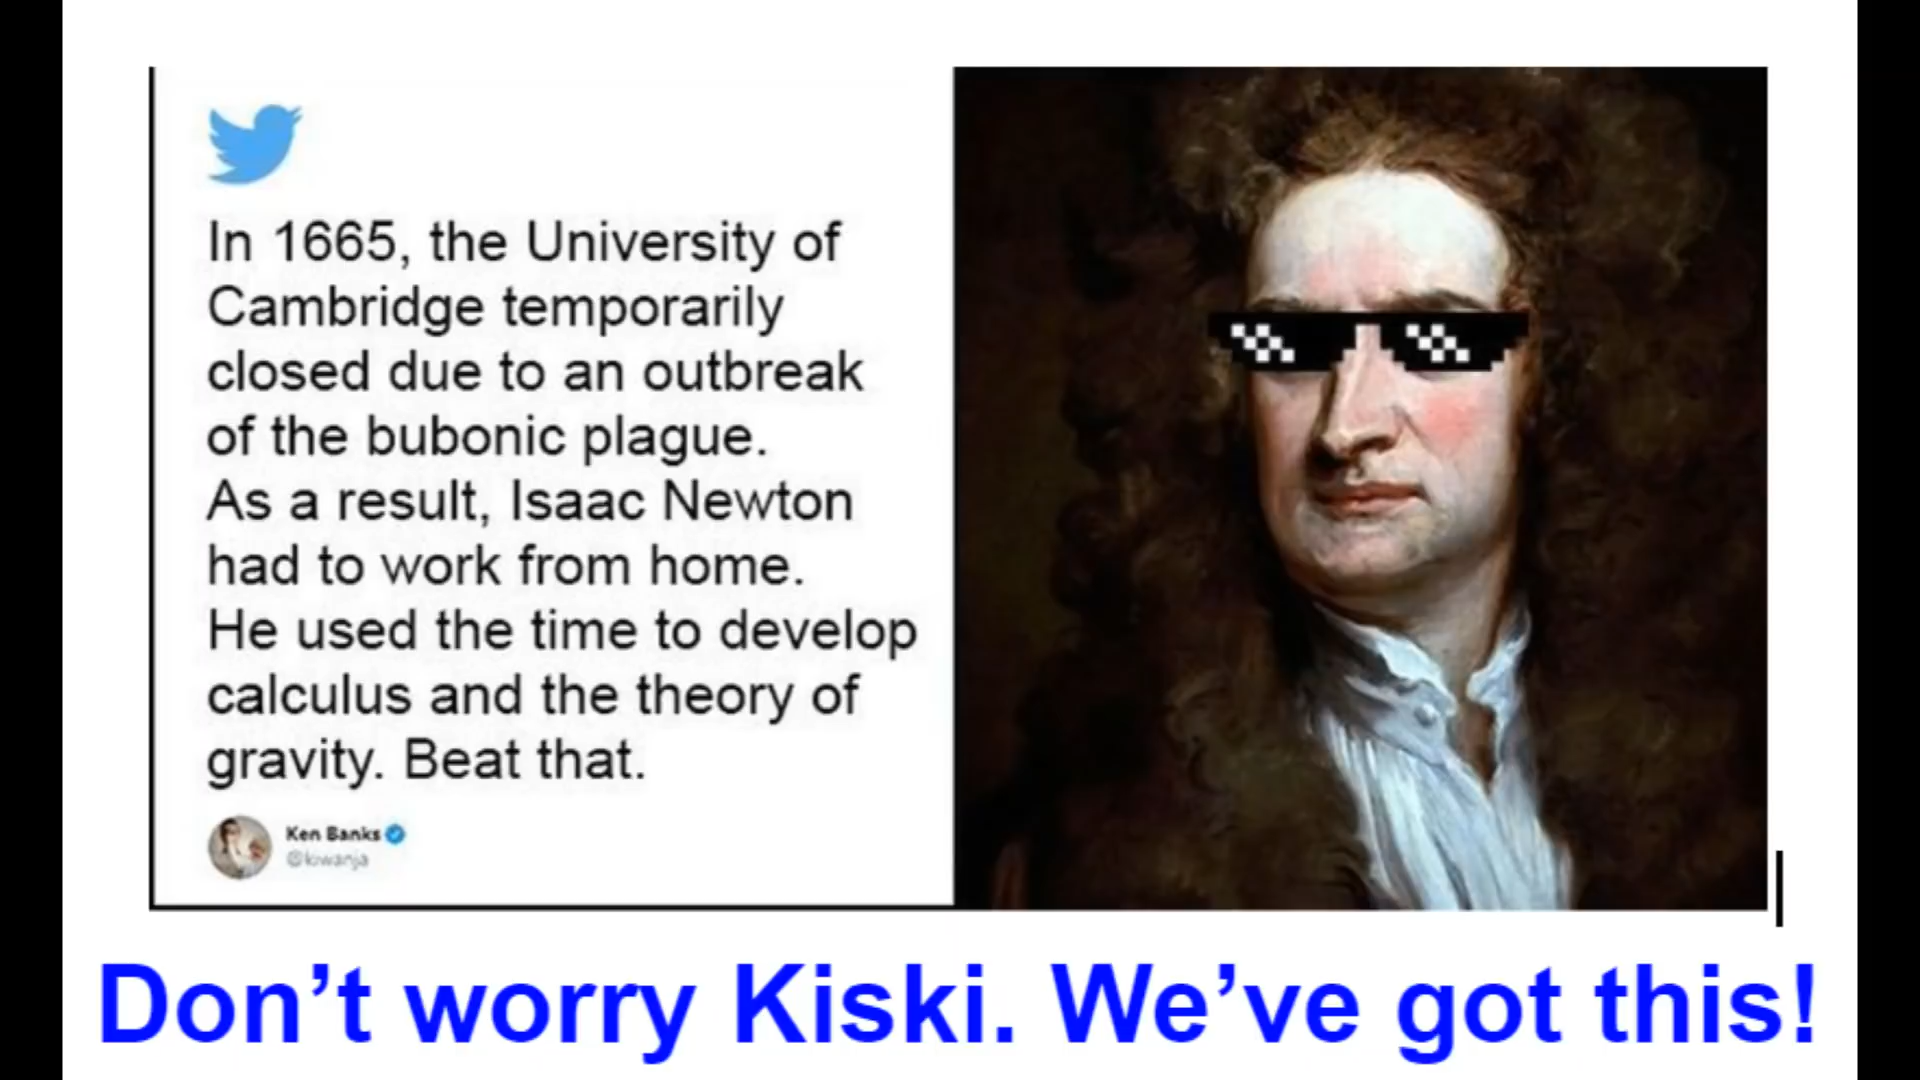 In 1665, the University of
Cambridge temporarily
closed due to an outbreak
of the bubonic plague.
As a result, Isaac Newton
had to work from home.
He used the time to develop
calculus and the theory of
gravity. Beat that.
Ken Banks
@kiwanja
Don’t worry Kiski. We’ve got this!